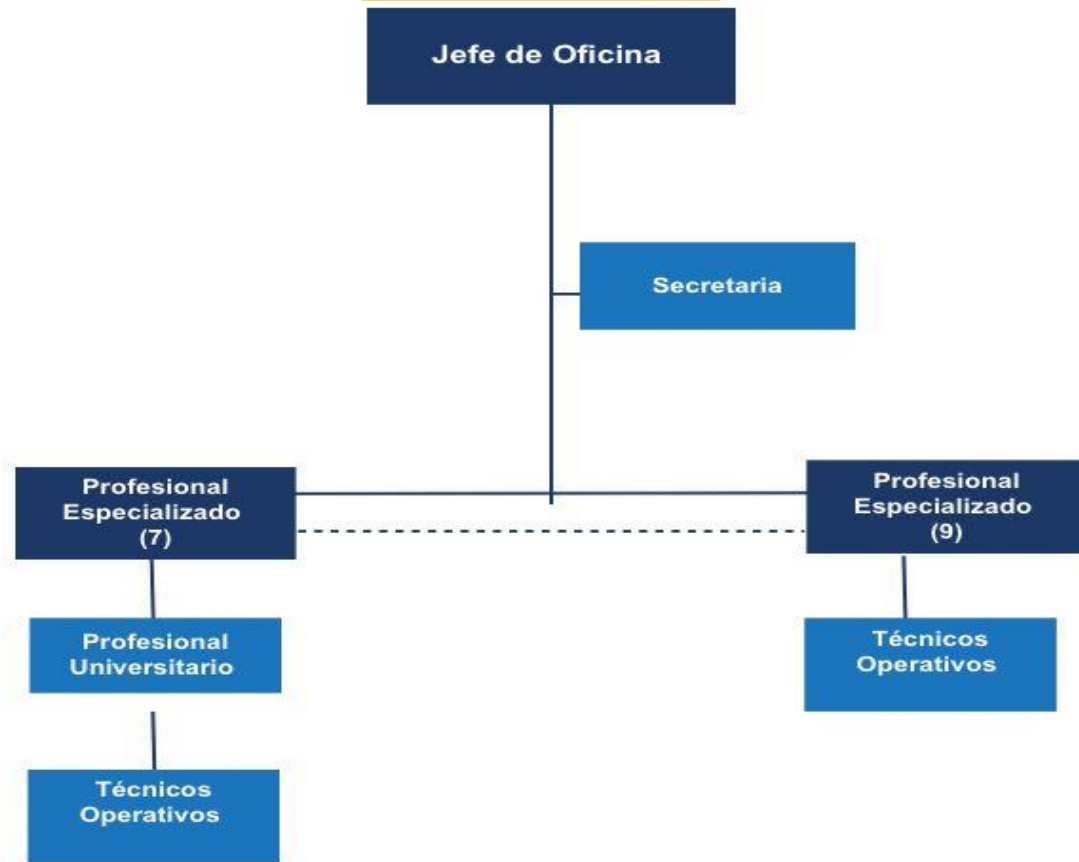 Jefe de Oficina
Secretaria
Profesional
Especializado
(7)
Profesional
Especializado
(9)
Profesional
Universitario
Técnicos
Operativos
Técnicos
Operativos